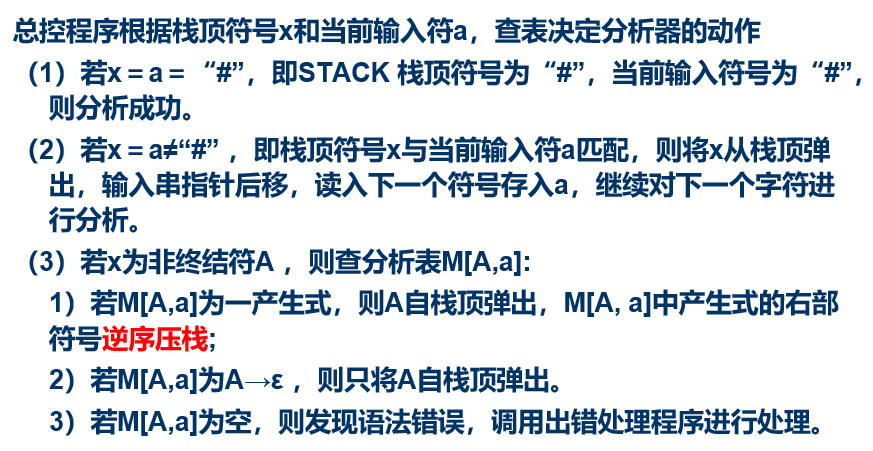 总控程序根据栈顶符号x和当前输入符a，查表决定分析器的动作
（1）若x＝a＝“#”，即STACK 栈顶符号为“#”，当前输入符号为“#”，
则分析成功。
（2）若x＝a≠“#” ，即栈顶符号x与当前输入符a匹配，则将x从栈顶弹
出，输入串指针后移，读入下一个符号存入a，继续对下一个字符进
行分析。
（3）若x为非终结符A ，则查分析表M[A,a]:
1）若M[A,a]为一产生式，则A自栈顶弹出，M[A, a]中产生式的右部
符号逆序压栈;
2）若M[A,a]为A→ε ，则只将A自栈顶弹出。
3）若M[A,a]为空，则发现语法错误，调用出错处理程序进行处理。